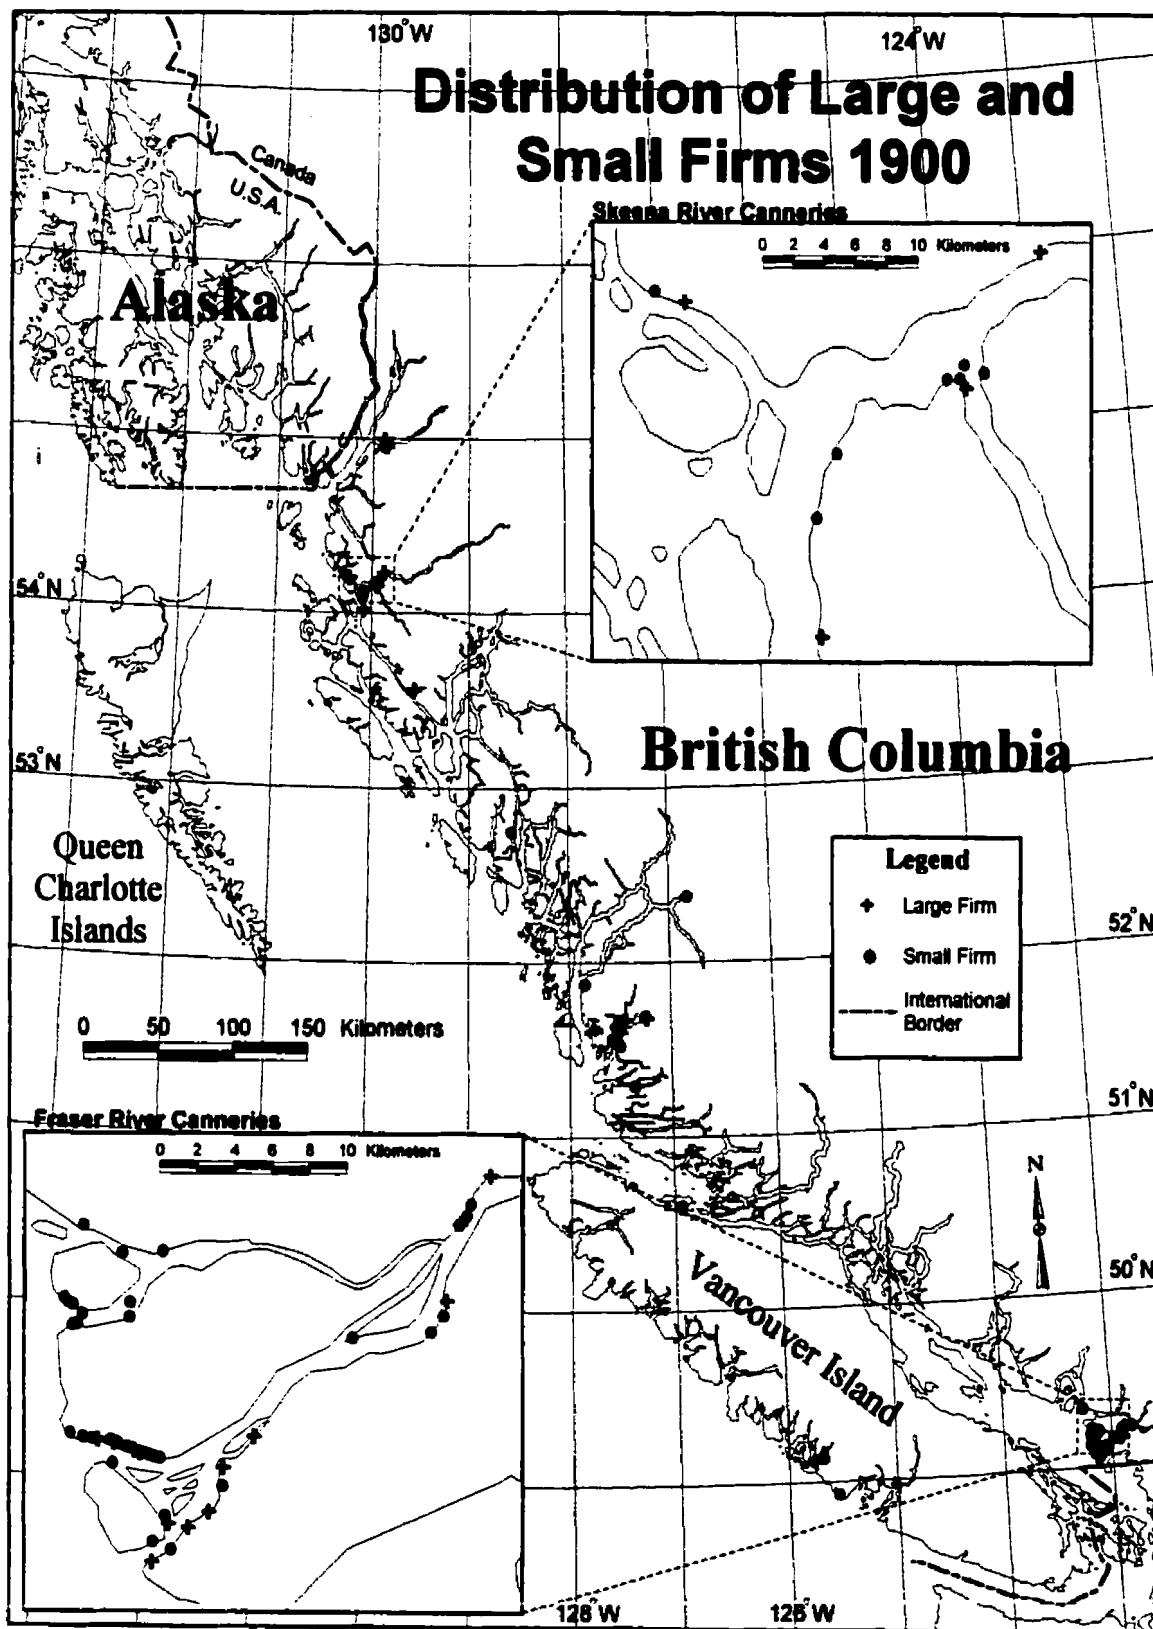 130°W
124°W
Distribution of Large and
Small Firms 1900
Canada
U.S.A.
Skeena River Canneries
0 2 4 6 8 10 Kilometers
Alaska
54°N
53°N
British Columbia
Queen
Charlotte
Islands
Legend
Large Firm
Small Firm
International
Border
52°N
0 50 100 150 Kilometers
51°N
Fraser River Canneries
0 2 4 6 8 10 Kilometers
N
50°N
Vancouver Island
128°W